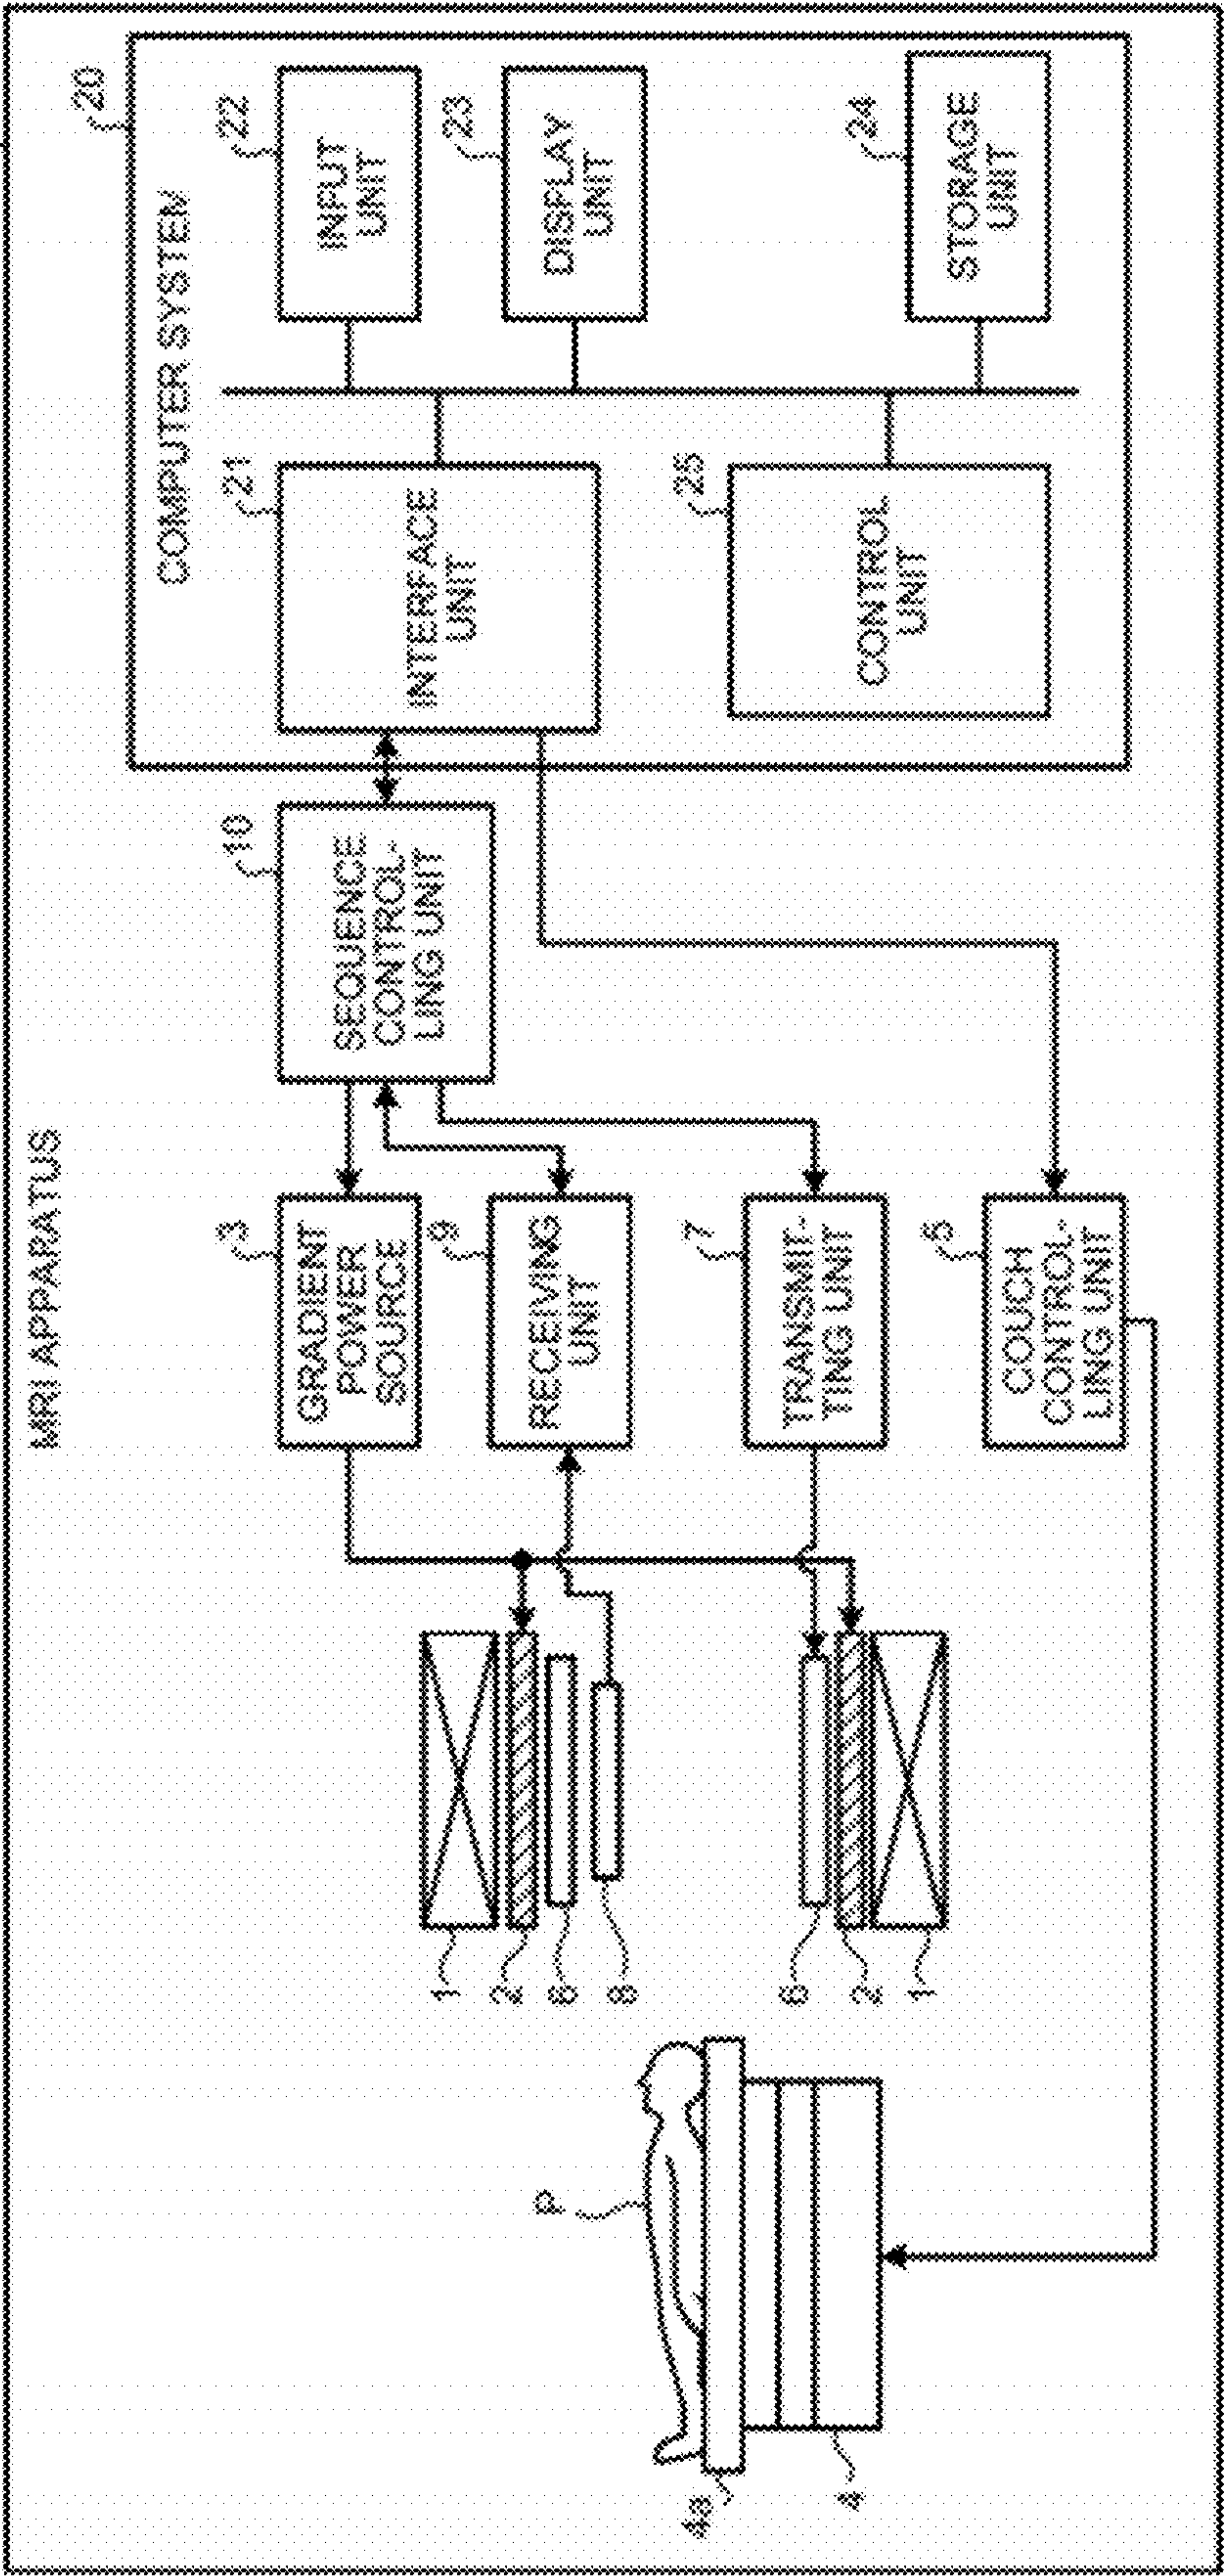 MRI APPARATUS
20
COMPUTER SYSTEM
3
GRADIENT
POWER
SOURCE
10
SEQUENCE
CONTROL-
LING UNIT
21
INTERFACE
UNIT
22
INPUT
UNIT
1
2
6
8
9
RECEIVING
UNIT
23
DISPLAY
UNIT
P
7
TRANSMIT-
TING UNIT
25
CONTROL
UNIT
24
STORAGE
UNIT
6
2
1
4a
4
5
COUCH
CONTROL-
LING UNIT